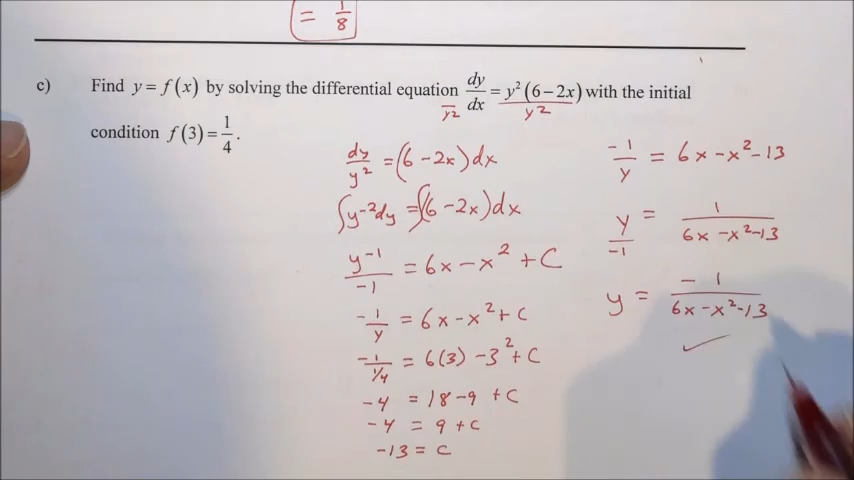 = 1/8
c) Find y = f(x) by solving the differential equation dy/dx = y²(6−2x) with the initial
y² y²
condition f(3) = 1/4.
dy/y² = (6 − 2x)dx
∫y⁻²dy = ∫(6 − 2x)dx
y⁻¹/−1 = 6x − x² + C
−1/y = 6x − x² + C
−1/(1/4) = 6(3) − 3² + C
−4 = 18 − 9 + C
−4 = 9 + C
−13 = C
−1/y = 6x − x² − 13
y/−1 = 1/(6x − x² − 13)
y = −1/(6x − x² − 13)